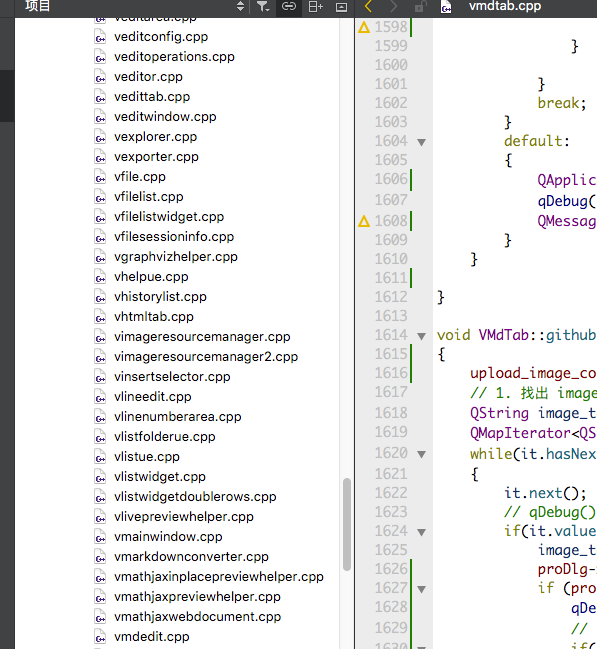 项目
veditarea.cpp
veditconfig.cpp
veditoperations.cpp
veditor.cpp
vedittab.cpp
veditwindow.cpp
vexplorer.cpp
vexporter.cpp
vfile.cpp
vfilelist.cpp
vfilelistwidget.cpp
vfilesessioninfo.cpp
vgraphvizhelper.cpp
vhelpue.cpp
vhistorylist.cpp
vhtmltab.cpp
vimageresourcemanager.cpp
vimageresourcemanager2.cpp
vinsertselector.cpp
vlineedit.cpp
vlinenumberarea.cpp
vlistfolderue.cpp
vlistue.cpp
vlistwidget.cpp
vlistwidgetdoublerows.cpp
vlivepreviewhelper.cpp
vmainwindow.cpp
vmarkdownconverter.cpp
vmathjaxinplacepreviewhelper.cpp
vmathjaxpreviewhelper.cpp
vmathjaxwebdocument.cpp
vmdedit.cpp
vmdtab.cpp
1598
1599 }
1600
1601 }
1602 break;
1603 }
1604 default:
1605 {
1606 QApplic
1607 qDebug(
1608 QMessag
1609 }
1610 }
1611
1612 }
1613
1614 void VMdTab::github
1615 {
1616 upload_image_co
1617 // 1. 找出 image
1618 QString image_t
1619 QMapIterator<QS
1620 while(it.hasNex
1621 {
1622 it.next();
1623 // qDebug()
1624 if(it.value
1625 image_t
1626 proDlg-
1627 if (pro
1628 qDe
1629 //
1630 if(